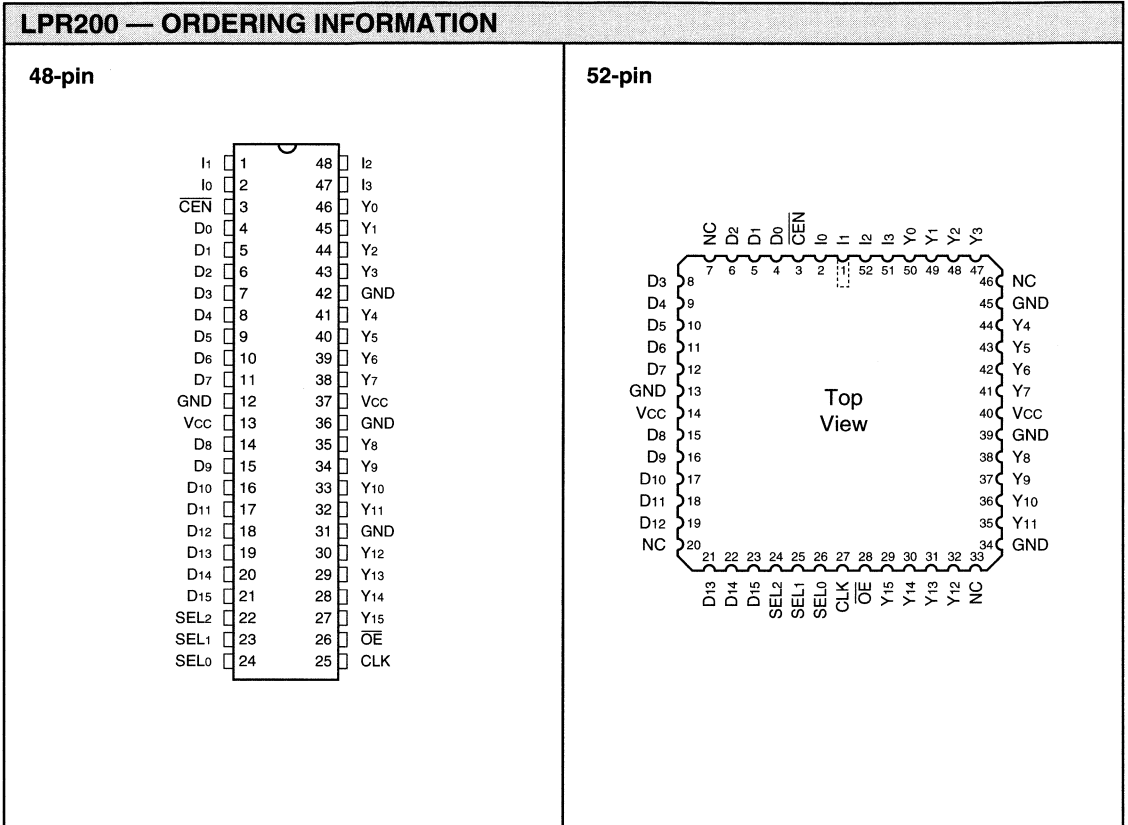 LPR200 — ORDERING INFORMATION
48-pin
I1 1 48 I2
I0 2 47 I3
CEN 3 46 Y0
D0 4 45 Y1
D1 5 44 Y2
D2 6 43 Y3
D3 7 42 GND
D4 8 41 Y4
D5 9 40 Y5
D6 10 39 Y6
D7 11 38 Y7
GND 12 37 VCC
VCC 13 36 GND
D8 14 35 Y8
D9 15 34 Y9
D10 16 33 Y10
D11 17 32 Y11
D12 18 31 GND
D13 19 30 Y12
D14 20 29 Y13
D15 21 28 Y14
SEL2 22 27 Y15
SEL1 23 26 OE
SEL0 24 25 CLK
52-pin
NC D2 D1 D0 CEN I0 I1 I2 I3 Y0 Y1 Y2 Y3
7 6 5 4 3 2 1 52 51 50 49 48 47
D3 8 46 NC
D4 9 45 GND
D5 10 44 Y4
D6 11 43 Y5
D7 12 42 Y6
GND 13 41 Y7
VCC 14 40 VCC
D8 15 39 GND
D9 16 38 Y8
D10 17 37 Y9
D11 18 36 Y10
D12 19 35 Y11
NC 20 34 GND
Top
View
21 22 23 24 25 26 27 28 29 30 31 32 33
D13 D14 D15 SEL2 SEL1 SEL0 CLK OE Y15 Y14 Y13 Y12 NC